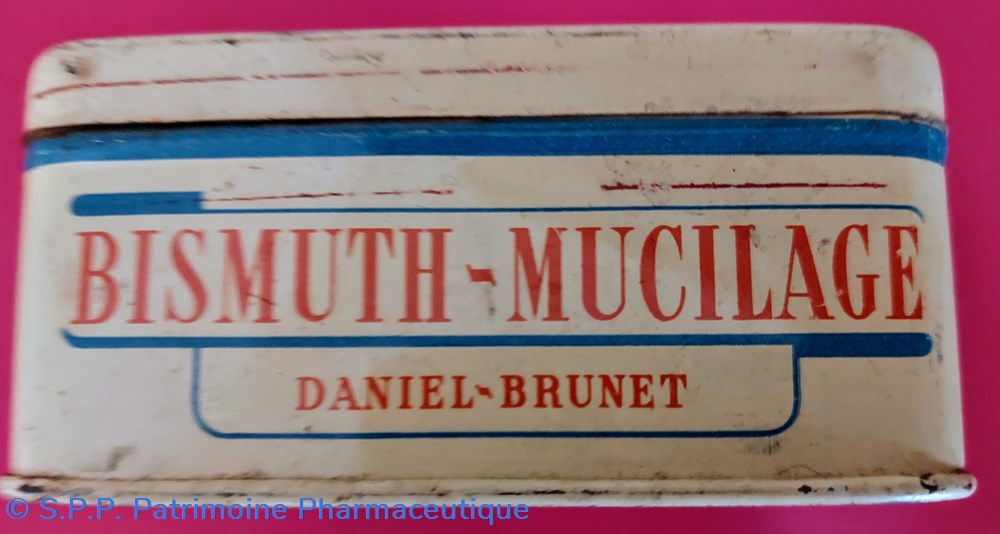 BISMUTH-MUCILAGE
DANIEL-BRUNET
© S.P.P. Patrimoine Pharmaceutique